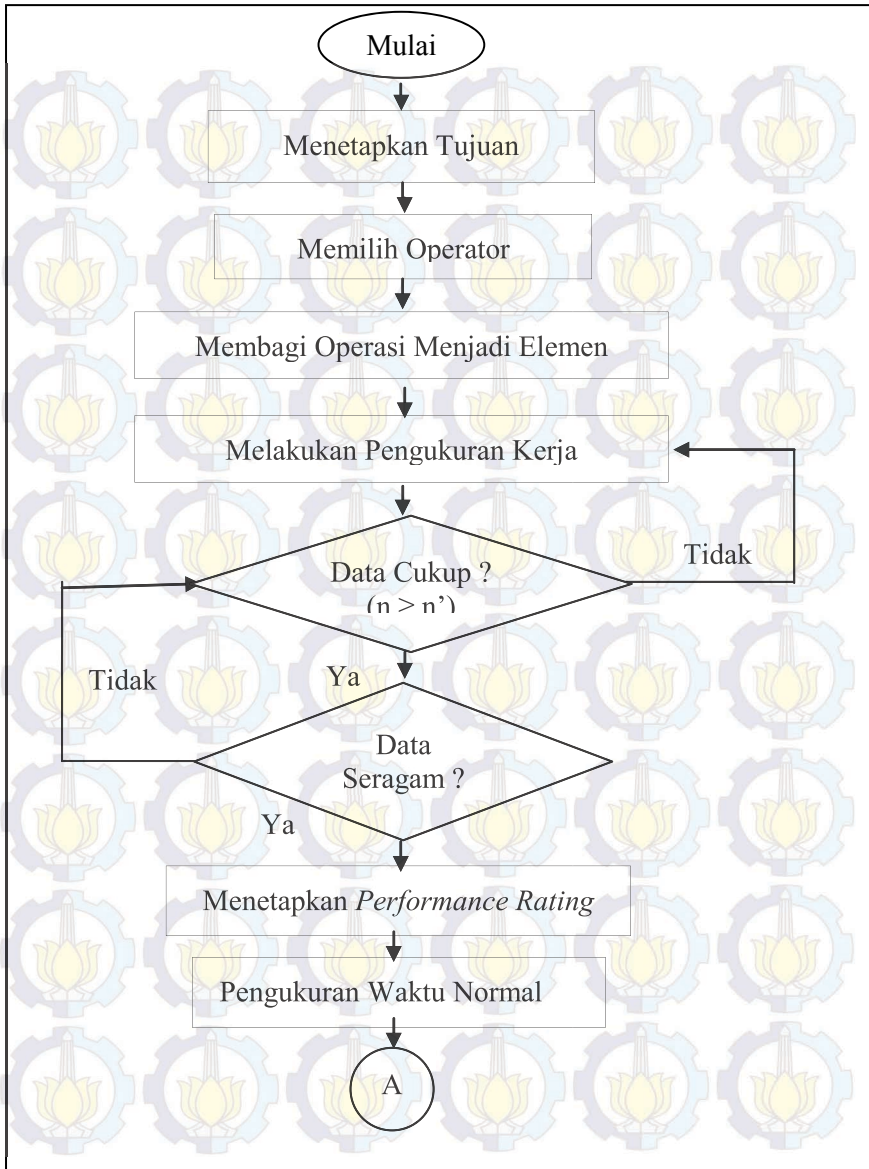 Mulai
Menetapkan Tujuan
Memilih Operator
Membagi Operasi Menjadi Elemen
Melakukan Pengukuran Kerja
Tidak
Data Cukup ?
(n > n’)
Ya
Tidak
Data
Seragam ?
Ya
Menetapkan Performance Rating
Pengukuran Waktu Normal
A